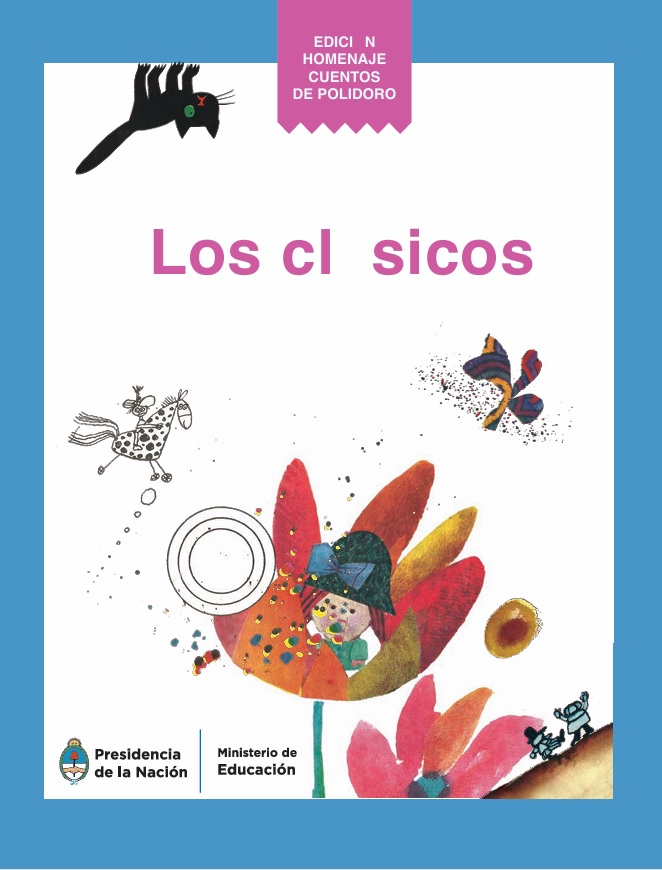 EDICI N
HOMENAJE
CUENTOS
DE POLIDORO
Los cl sicos
Presidencia
de la Nación
Ministerio de
Educación